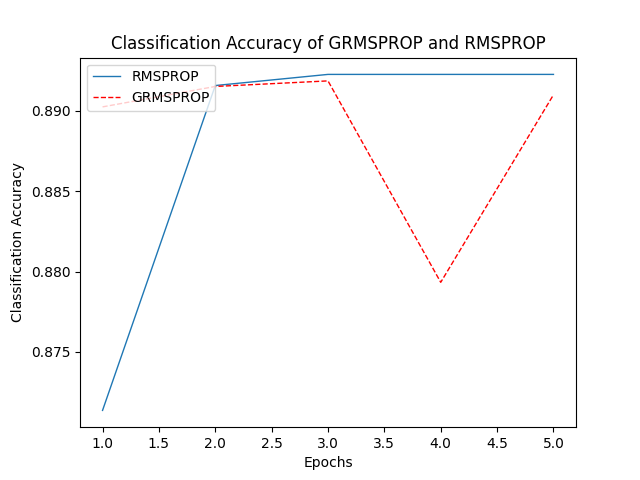 Classification Accuracy of GRMSPROP and RMSPROP
RMSPROP
GRMSPROP
0.890
0.885
0.880
0.875
Classification Accuracy
1.0 1.5 2.0 2.5 3.0 3.5 4.0 4.5 5.0
Epochs